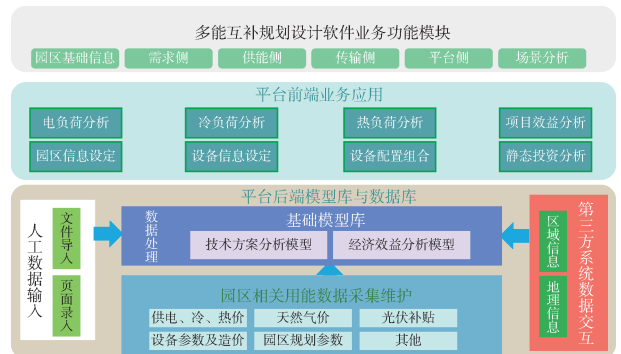 多能互补规划设计软件业务功能模块
园区基础信息 需求侧 供能侧 传输侧 平台侧 场景分析
平台前端业务应用
电负荷分析 冷负荷分析 热负荷分析 项目效益分析
园区信息设定 设备信息设定 设备配置组合 静态投资分析
平台后端模型库与数据库
人工数据输入
文件导入
页面录入
数据处理
基础模型库
技术方案分析模型 经济效益分析模型
园区相关用能数据采集维护
供电、冷、热价 天然气价 光伏补贴
设备参数及造价 园区规划参数 其他
区域信息
地理信息
第三方系统数据交互